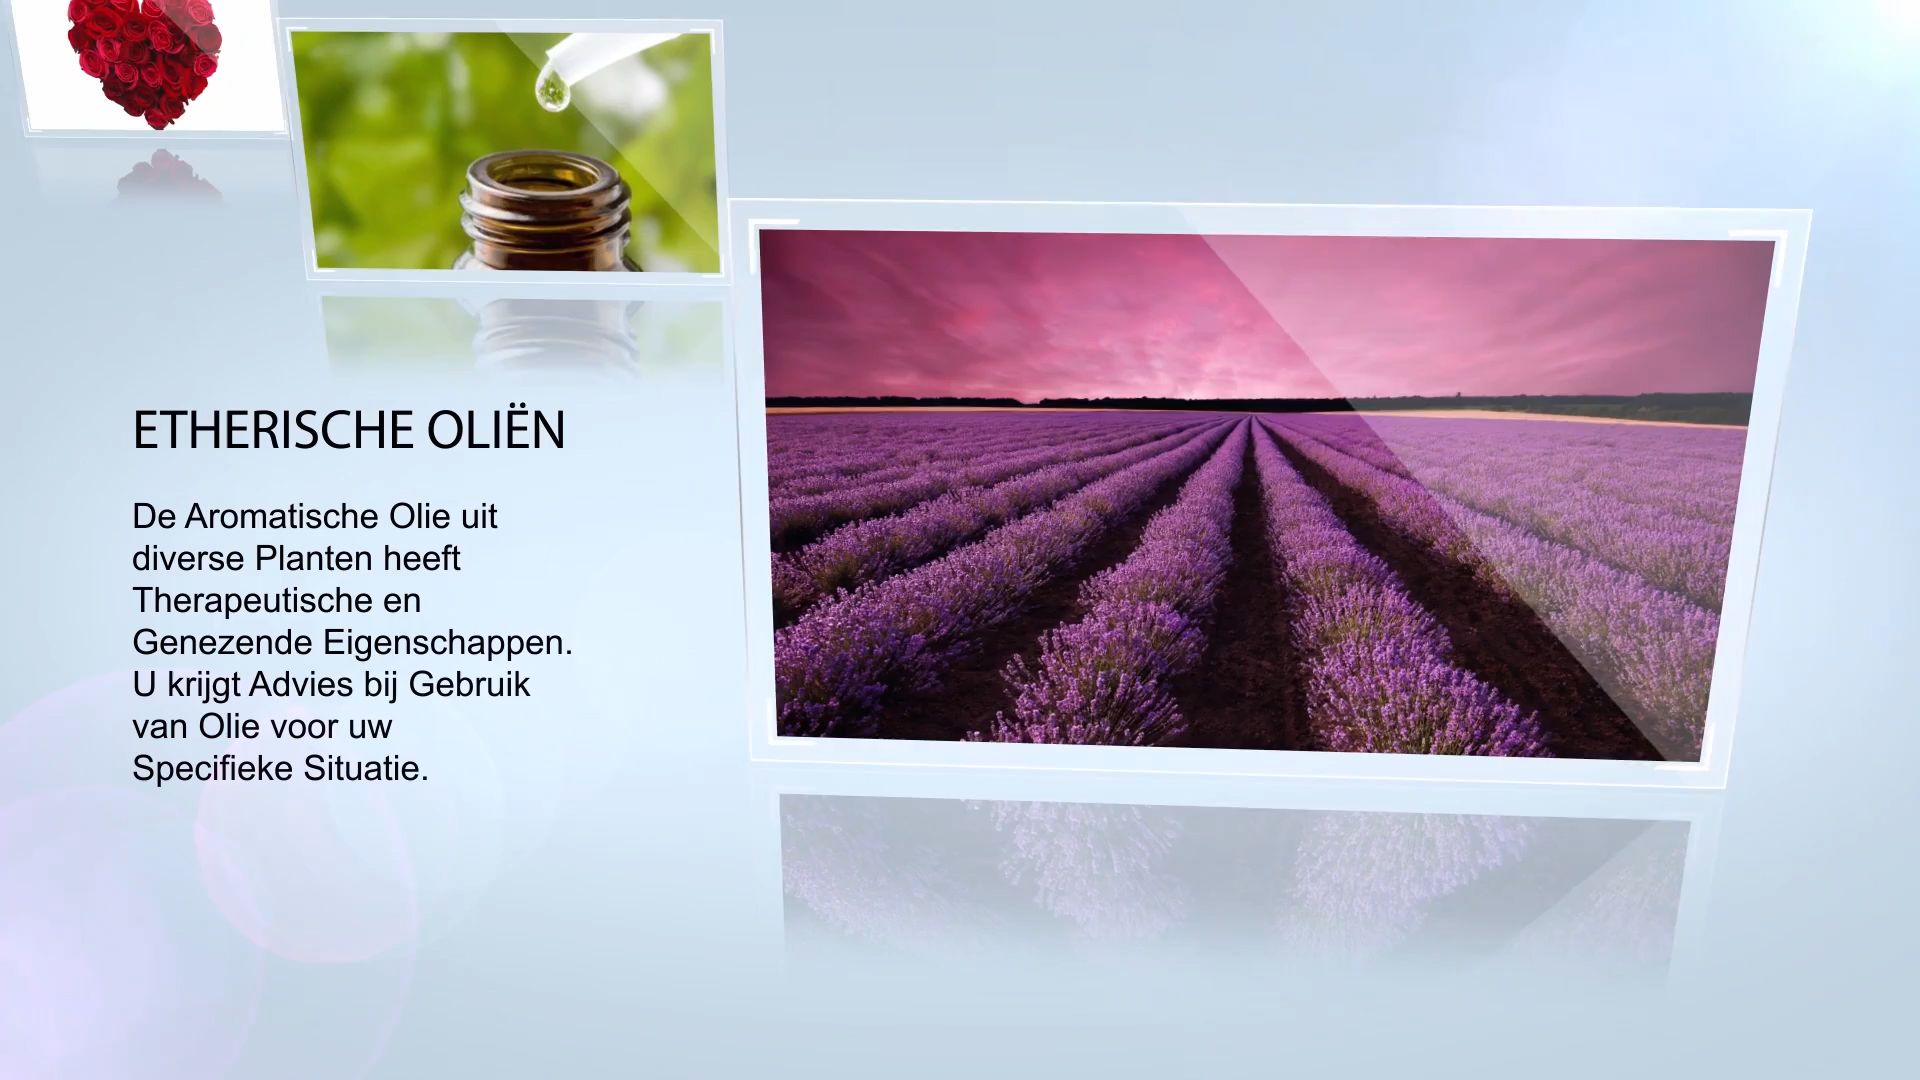 ETHERISCHE OLIËN
De Aromatische Olie uit
diverse Planten heeft
Therapeutische en
Genezende Eigenschappen.
U krijgt Advies bij Gebruik
van Olie voor uw
Specifieke Situatie.